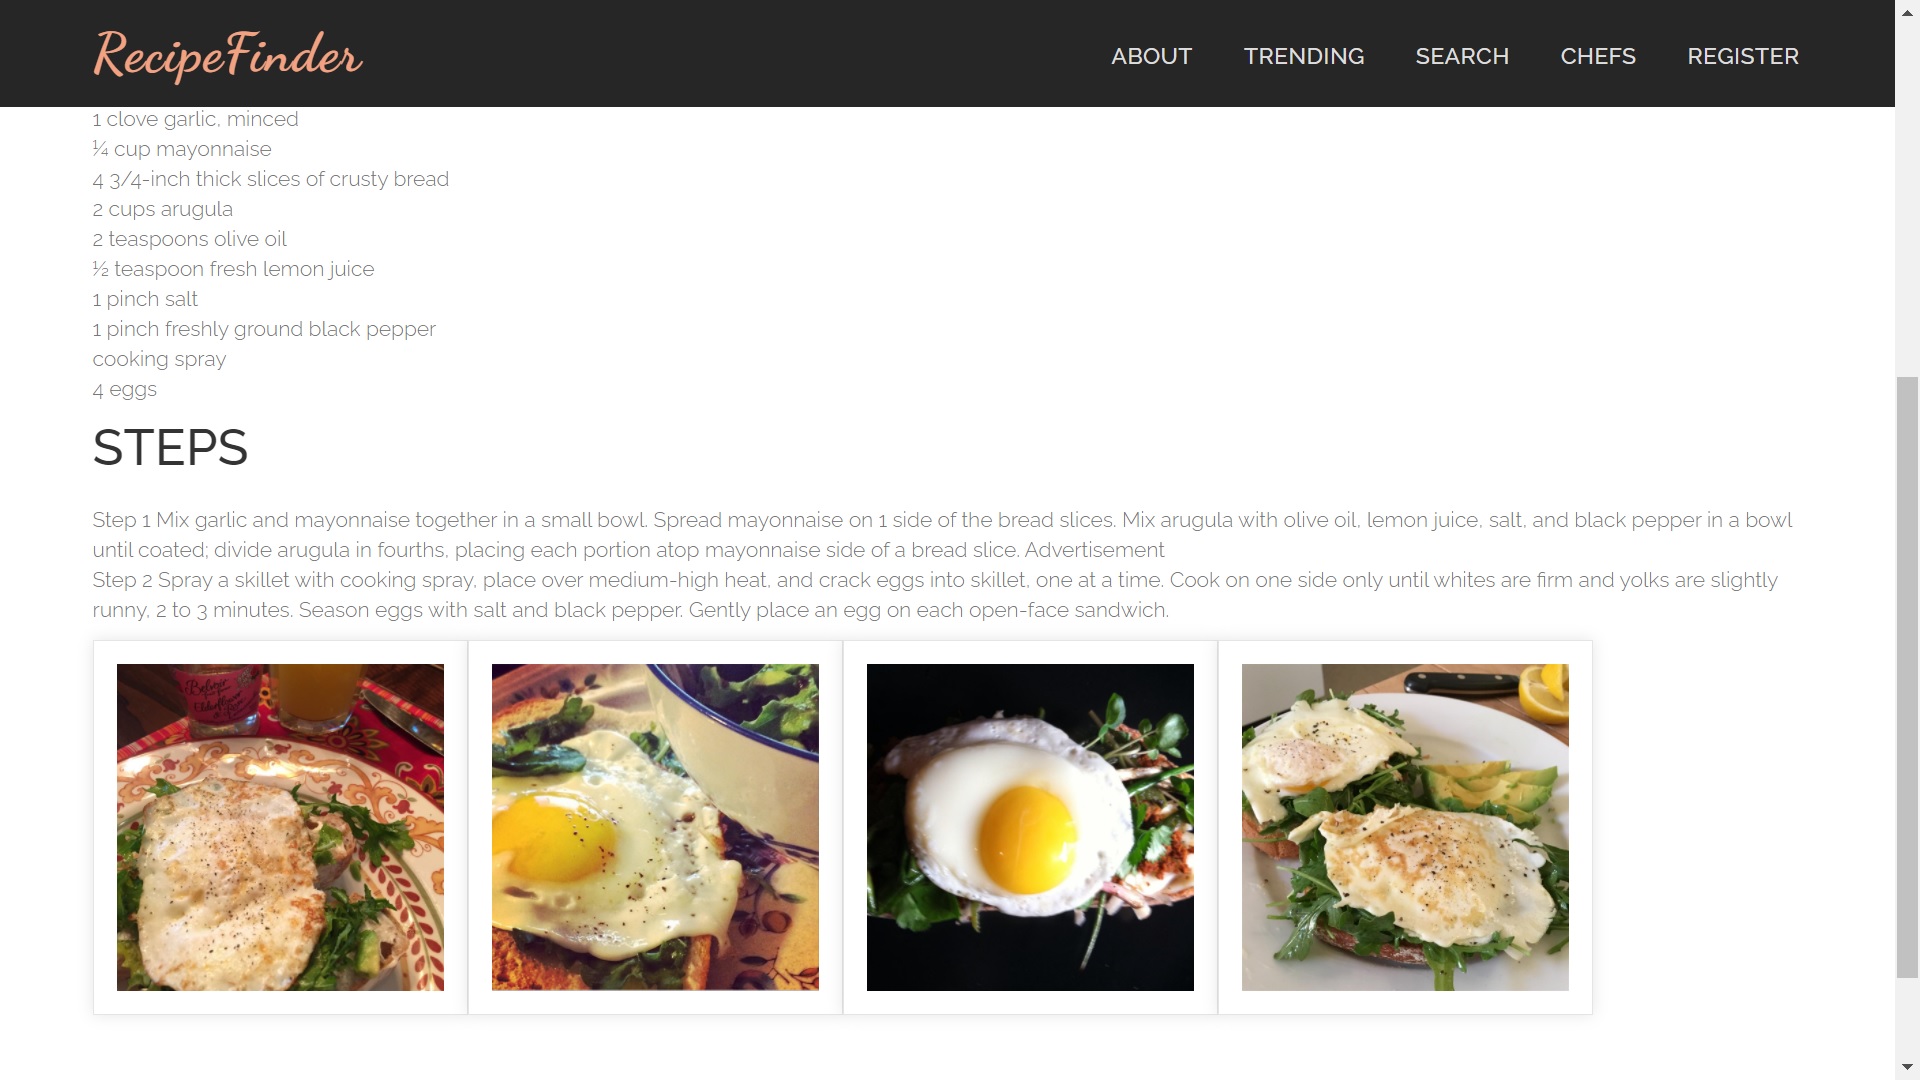 RecipeFinder
ABOUT TRENDING SEARCH CHEFS REGISTER
1 clove garlic, minced
¼ cup mayonnaise
4 3/4-inch thick slices of crusty bread
2 cups arugula
2 teaspoons olive oil
½ teaspoon fresh lemon juice
1 pinch salt
1 pinch freshly ground black pepper
cooking spray
4 eggs
STEPS
Step 1 Mix garlic and mayonnaise together in a small bowl. Spread mayonnaise on 1 side of the bread slices. Mix arugula with olive oil, lemon juice, salt, and black pepper in a bowl
until coated; divide arugula in fourths, placing each portion atop mayonnaise side of a bread slice. Advertisement
Step 2 Spray a skillet with cooking spray, place over medium-high heat, and crack eggs into skillet, one at a time. Cook on one side only until whites are firm and yolks are slightly
runny, 2 to 3 minutes. Season eggs with salt and black pepper. Gently place an egg on each open-face sandwich.
Belvoir